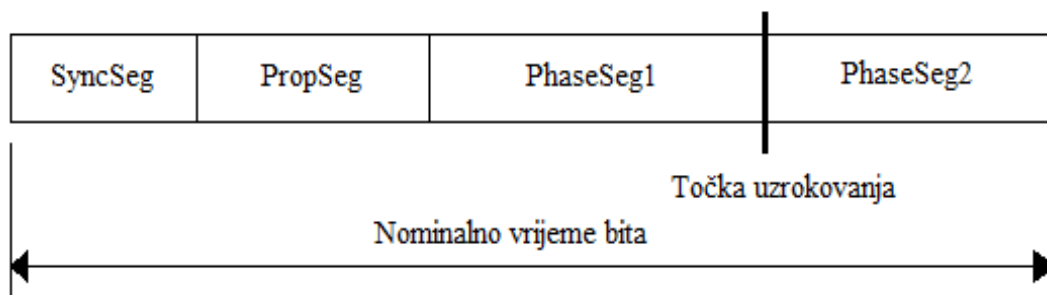 SyncSeg PropSeg PhaseSeg1 PhaseSeg2
Točka uzrokovanja
Nominalno vrijeme bita